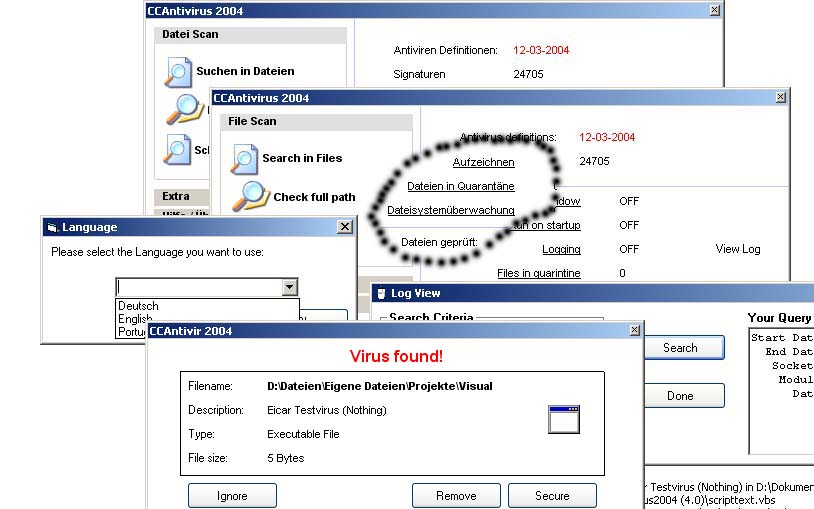 CCAntivirus 2004
Datei Scan
Antiviren Definitionen: 12-03-2004
Suchen in Dateien
Signaturen 24705
CCAntivirus 2004
File Scan
Antivirus definitions: 12-03-2004
Search in Files
Aufzeichnen 24705
Check full path
Dateien in Quarantäne
Dateisystemüberwachung
OFF
Extra
on startup OFF
Dateien geprüft:
Logging OFF View Log
Files in quarintine 0
Language
Please select the Language you want to use:
Deutsch
English
Log View
Search Criteria
Your Query
Search
Start Dat
End Dat
Socket
Modul
Dat
Done
CCAntivir 2004
Virus found!
Filename: D:\Dateien\Eigene Dateien\Projekte\Visual
Description: Eicar Testvirus (Nothing)
Type: Executable File
File size: 5 Bytes
Ignore Remove Secure
r Testvirus (Nothing) in D:\Dokumen
us2004 (4.0)\scripttext.vbs